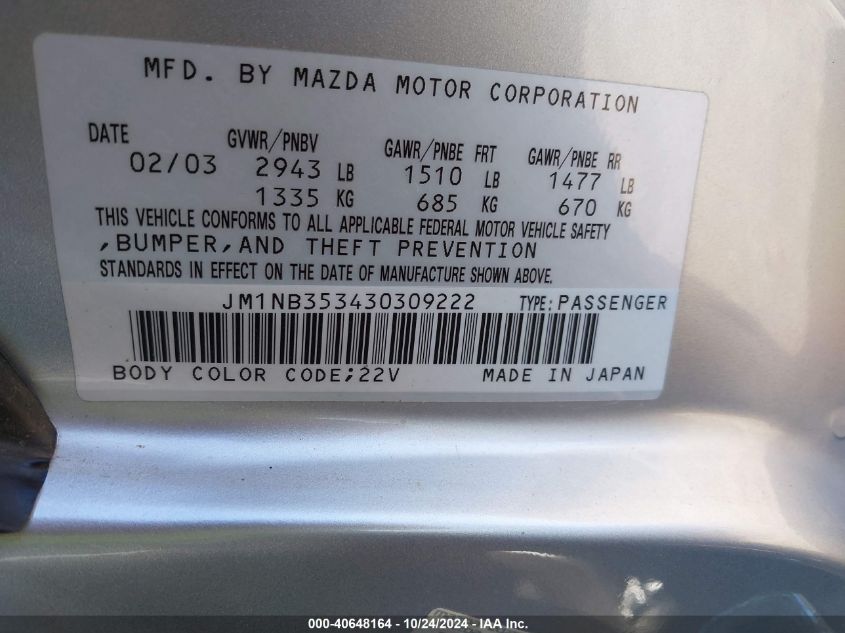 MFD. BY MAZDA MOTOR CORPORATION
DATE GVWR/PNBV GAWR/PNBE FRT GAWR/PNBE RR
02/03 2943 LB 1510 LB 1477 LB
1335 KG 685 KG 670 KG
THIS VEHICLE CONFORMS TO ALL APPLICABLE FEDERAL MOTOR VEHICLE SAFETY
,BUMPER,AND THEFT PREVENTION
STANDARDS IN EFFECT ON THE DATE OF MANUFACTURE SHOWN ABOVE.
JM1NB353430309222 TYPE:PASSENGER
BODY COLOR CODE;22V MADE IN JAPAN
000-40648164 - 10/24/2024 - IAA Inc.